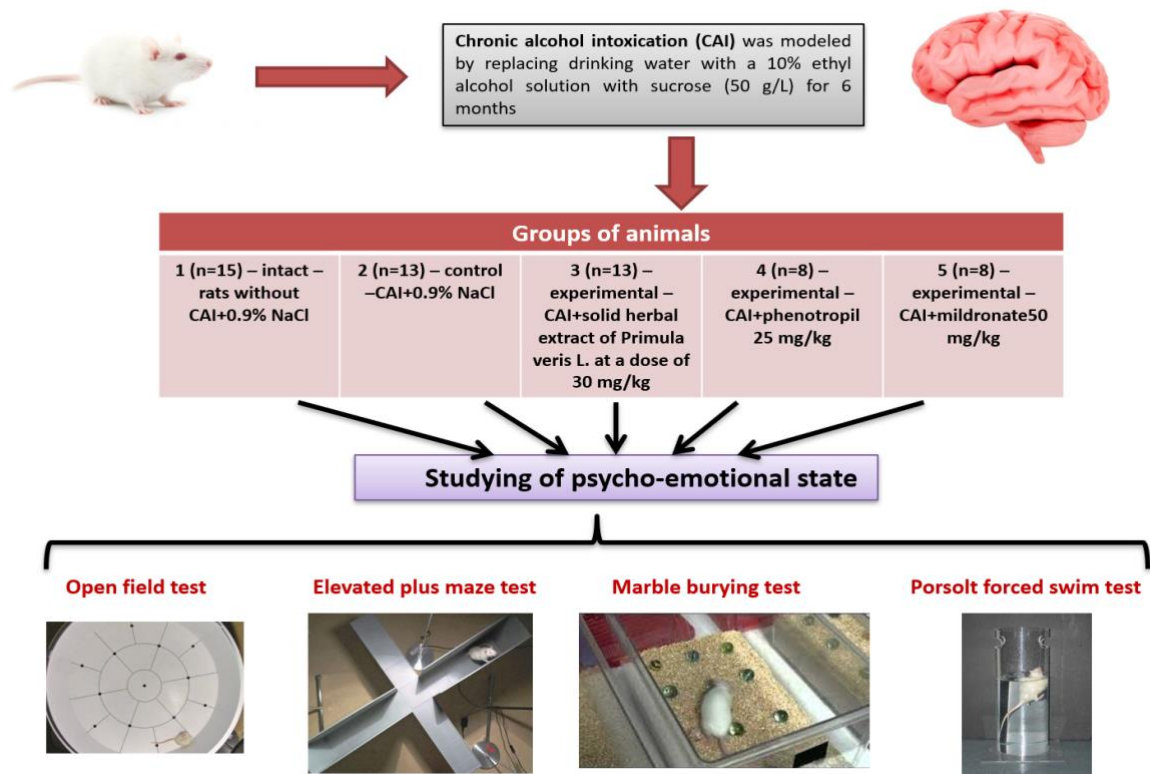 Chronic alcohol intoxication (CAI) was modeled
by replacing drinking water with a 10% ethyl
alcohol solution with sucrose (50 g/L) for 6
months
Groups of animals
1 (n=15) – intact –
rats without
CAI+0.9% NaCl
2 (n=13) – control
–CAI+0.9% NaCl
3 (n=13) –
experimental –
CAI+solid herbal
extract of Primula
veris L. at a dose of
30 mg/kg
4 (n=8) –
experimental –
CAI+phenotropil
25 mg/kg
5 (n=8) –
experimental –
CAI+mildronate50
mg/kg
Studying of psycho-emotional state
Open field test
Elevated plus maze test
Marble burying test
Porsolt forced swim test